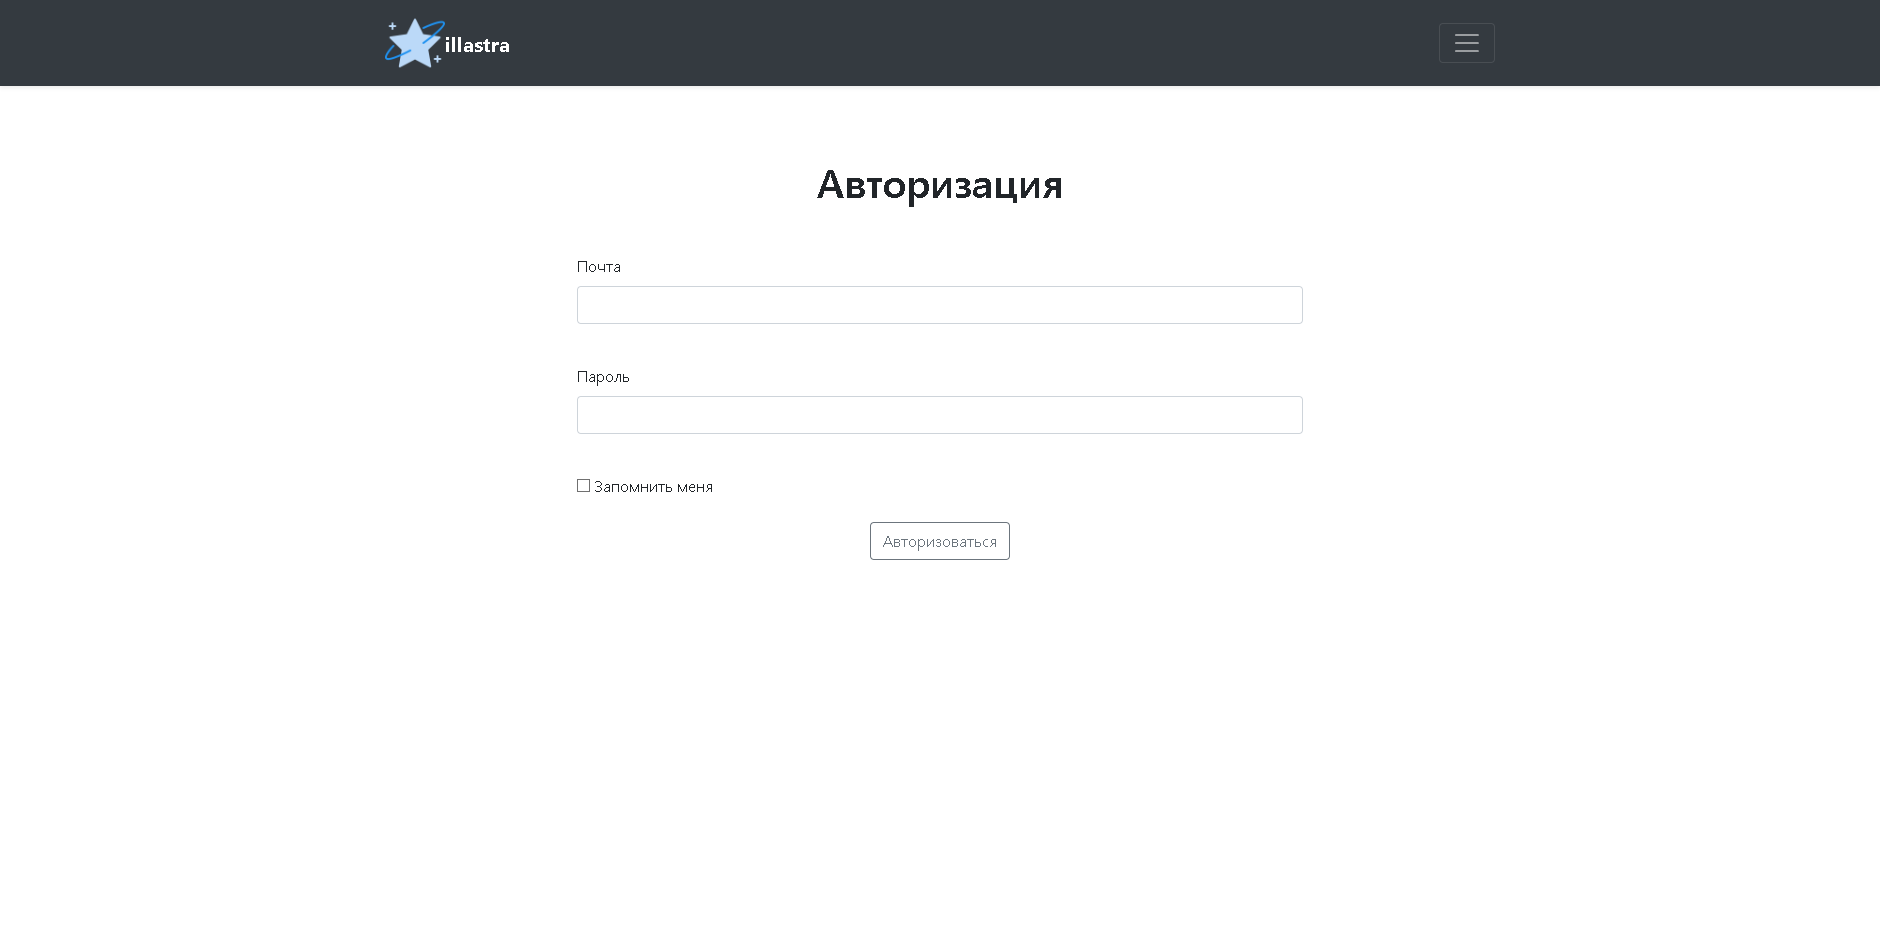 illastra
Авторизация
Почта
Пароль
Запомнить меня
Авторизоваться